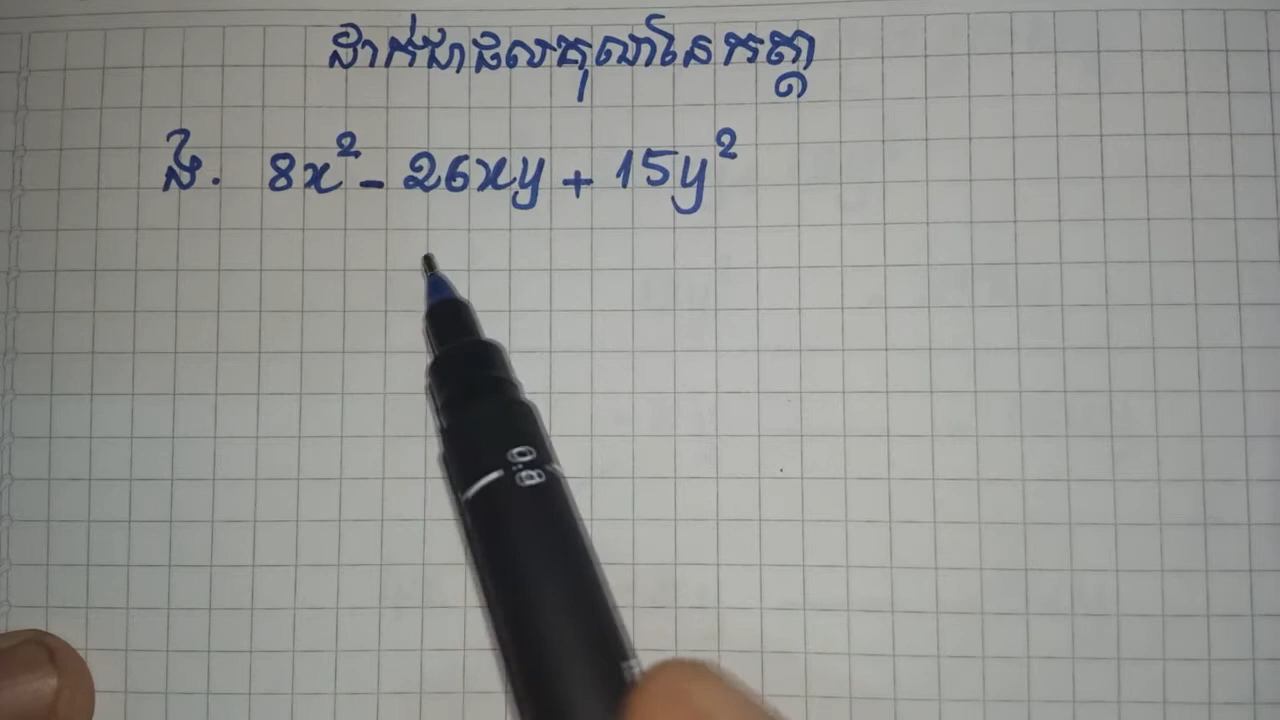 ដាក់ជាផលគុណនៃកត្តា
ង. 8x² - 26xy + 15y²
0.8